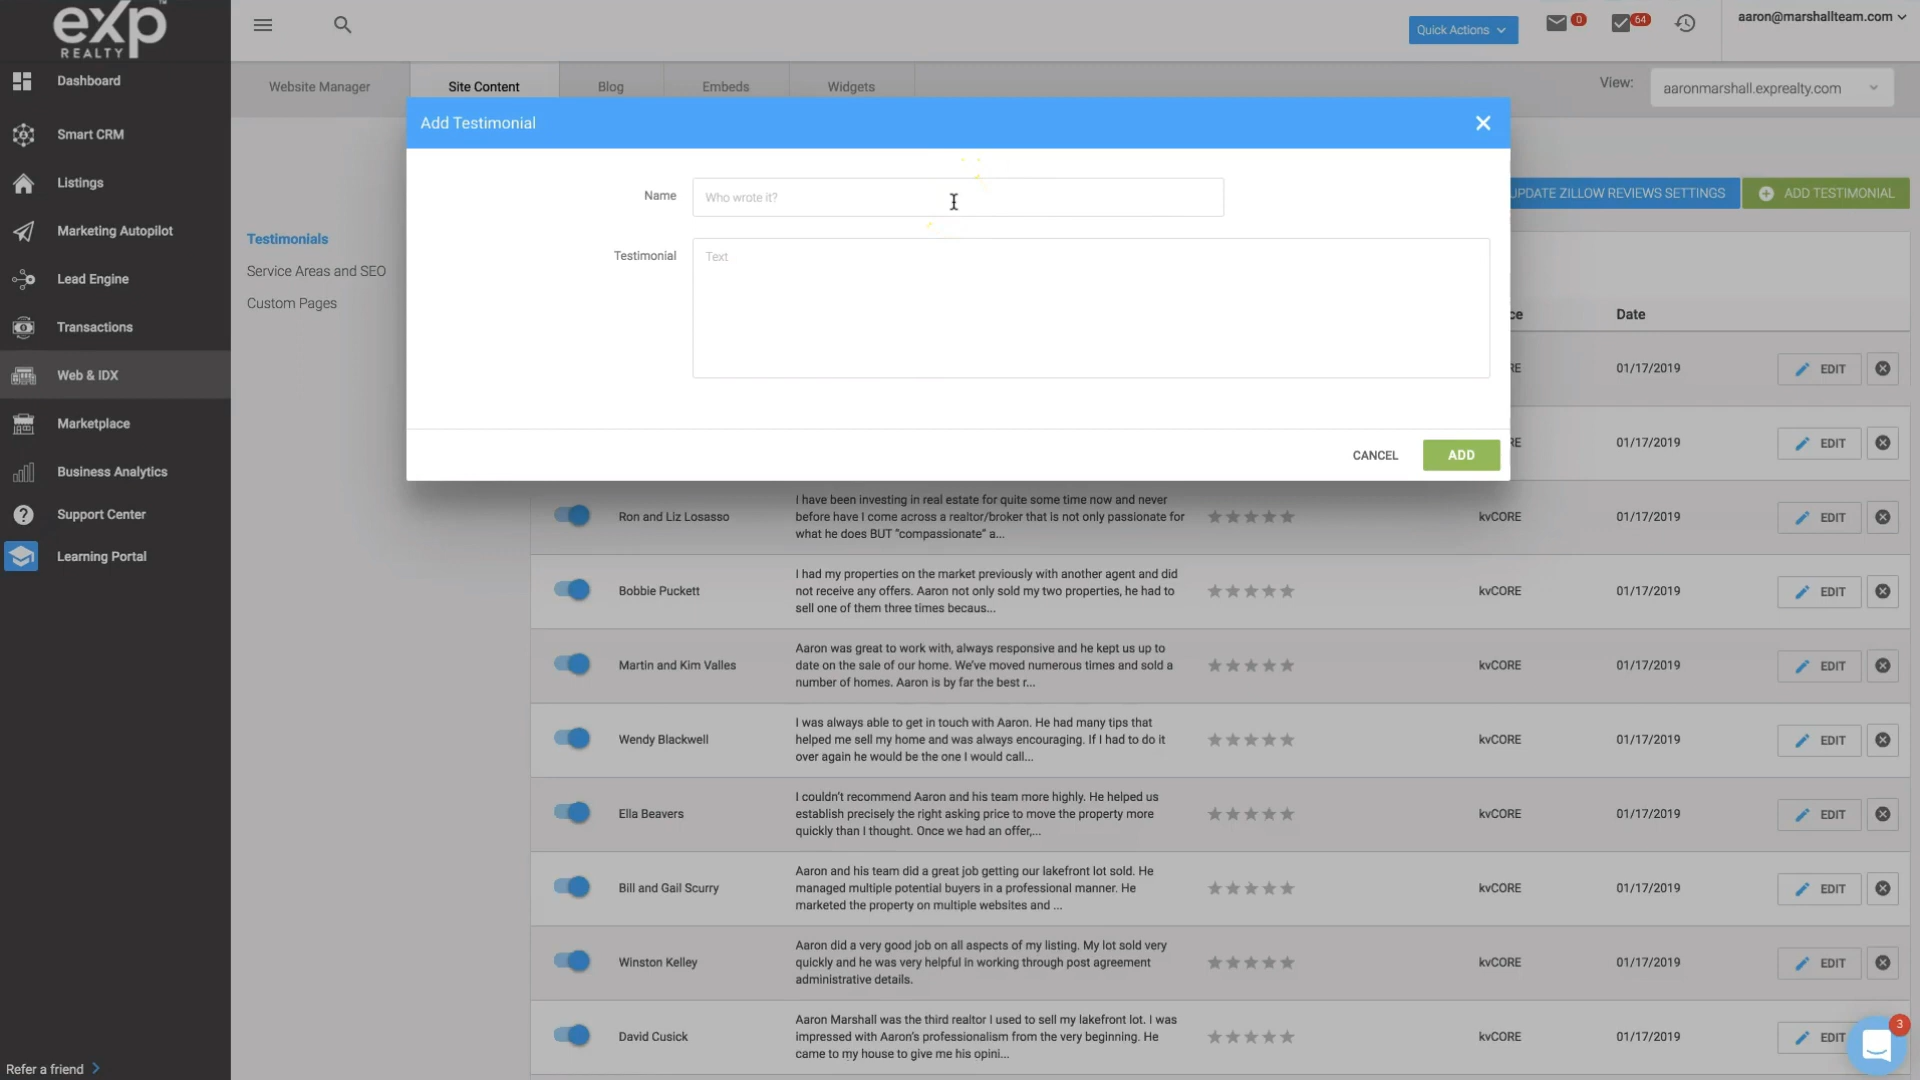 eXp
REALTY
Dashboard
Smart CRM
Listings
Marketing Autopilot
Lead Engine
Transactions
Web & IDX
Marketplace
Business Analytics
Support Center
Learning Portal
Refer a friend
Quick Actions
0
64
aaron@marshallteam.com
Website Manager
Site Content
Blog
Embeds
Widgets
View:
aaronmarshall.exprealty.com
Testimonials
Service Areas and SEO
Custom Pages
UPDATE ZILLOW REVIEWS SETTINGS
ADD TESTIMONIAL
Add Testimonial
Name
Who wrote it?
Testimonial
Text
CANCEL
ADD
ce
Date
RE
01/17/2019
EDIT
RE
01/17/2019
EDIT
Ron and Liz Losasso
I have been investing in real estate for quite some time now and never
before have I come across a realtor/broker that is not only passionate for
what he does BUT "compassionate" a...
kvCORE
01/17/2019
EDIT
Bobbie Puckett
I had my properties on the market previously with another agent and did
not receive any offers. Aaron not only sold my two properties, he had to
sell one of them three times becaus...
kvCORE
01/17/2019
EDIT
Martin and Kim Valles
Aaron was great to work with, always responsive and he kept us up to
date on the sale of our home. We've moved numerous times and sold a
number of homes. Aaron is by far the best r...
kvCORE
01/17/2019
EDIT
Wendy Blackwell
I was always able to get in touch with Aaron. He had many tips that
helped me sell my home and was always encouraging. If I had to do it
over again he would be the one I would call...
kvCORE
01/17/2019
EDIT
Ella Beavers
I couldn't recommend Aaron and his team more highly. He helped us
establish precisely the right asking price to move the property more
quickly than I thought. Once we had an offer,...
kvCORE
01/17/2019
EDIT
Bill and Gail Scurry
Aaron and his team did a great job getting our lakefront lot sold. He
managed multiple potential buyers in a professional manner. He
marketed the property on multiple websites and ...
kvCORE
01/17/2019
EDIT
Winston Kelley
Aaron did a very good job on all aspects of my listing. My lot sold very
quickly and he was very helpful in working through post agreement
administrative details.
kvCORE
01/17/2019
EDIT
David Cusick
Aaron Marshall was the third realtor I used to sell my lakefront lot. I was
impressed with Aaron's professionalism from the very beginning. He
came to my house to give me his opini...
kvCORE
01/17/2019
EDIT
3